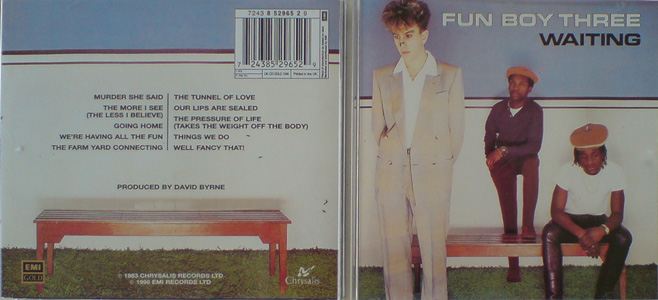 7243 8 52965 2 9
7 24385 29652 9
MURDER SHE SAID
THE MORE I SEE
(THE LESS I BELIEVE)
GOING HOME
WE'RE HAVING ALL THE FUN
THE FARM YARD CONNECTING
THE TUNNEL OF LOVE
OUR LIPS ARE SEALED
THE PRESSURE OF LIFE
(TAKES THE WEIGHT OFF THE BODY)
THINGS WE DO
WELL FANCY THAT!
PRODUCED BY DAVID BYRNE
EMI
GOLD
℗ 1983 CHRYSALIS RECORDS LTD
© 1996 EMI RECORDS LTD
Chrysalis
FUN BOY THREE
WAITING